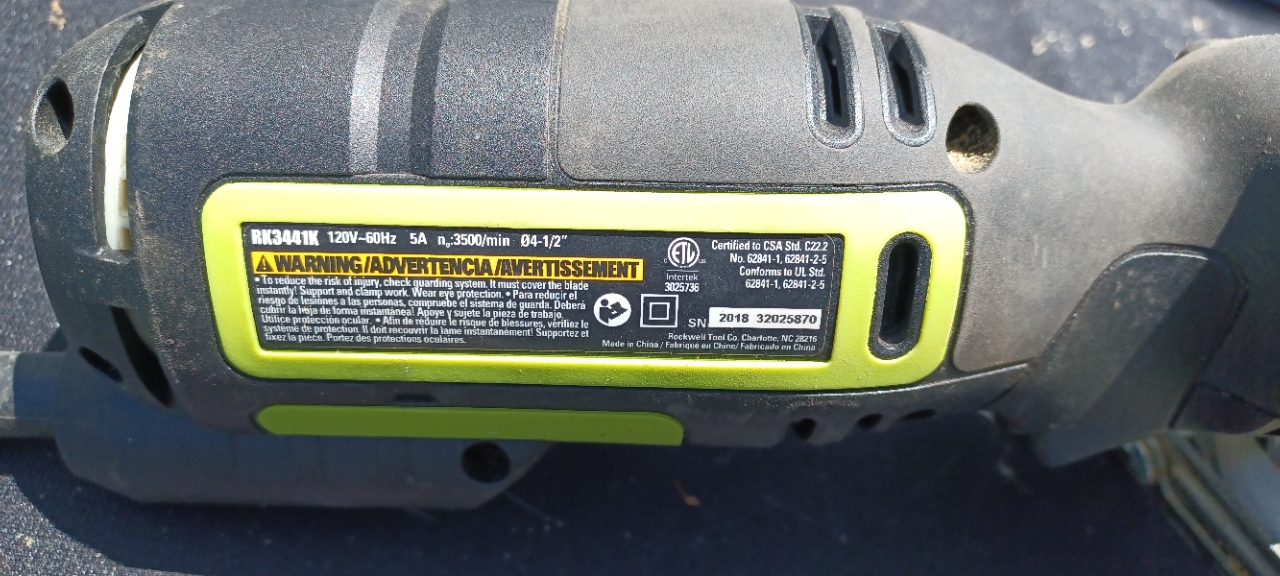 RK3441K 120V~60Hz 5A n₀:3500/min Ø4-1/2"
WARNING/ADVERTENCIA/AVERTISSEMENT
• To reduce the risk of injury, check guarding system. It must cover the blade
instantly! Support and clamp work. Wear eye protection. • Para reducir el
riesgo de lesiones a las personas, compruebe el sistema de guarda. Deberá
cubrir la hoja de forma instantánea! Apoye y sujete la pieza de trabajo.
Utilice protección ocular. • Afin de réduire le risque de blessures, vérifiez le
système de protection. Il doit recouvrir la lame instantanément! Supportez et
fixez la pièce. Portez des protections oculaires.
ETL
C US
Intertek
3025736
Certified to CSA Std. C22.2
No. 62841-1, 62841-2-5
Conforms to UL Std.
62841-1, 62841-2-5
SN 2018 32025870
Rockwell Tool Co. Charlotte, NC 28216
Made in China / Fabriqué en Chine/ Fabricado en China